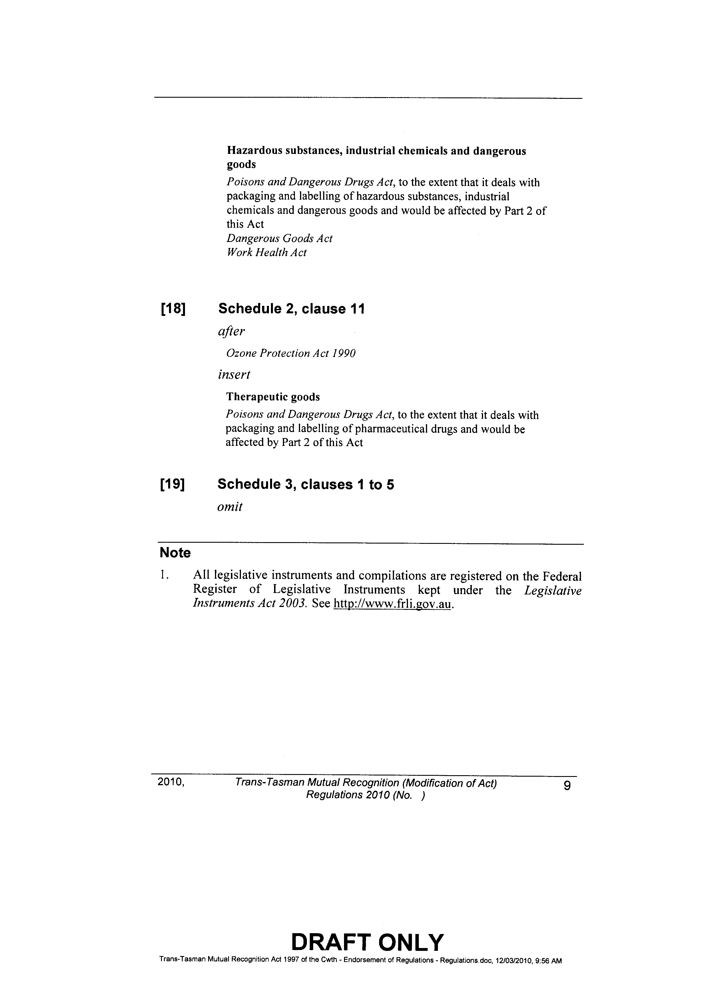 Hazardous substances, industrial chemicals and dangerous
goods
Poisons and Dangerous Drugs Act, to the extent that it deals with
packaging and labelling of hazardous substances, industrial
chemicals and dangerous goods and would be affected by Part 2 of
this Act
Dangerous Goods Act
Work Health Act
[18] Schedule 2, clause 11
after
Ozone Protection Act 1990
insert
Therapeutic goods
Poisons and Dangerous Drugs Act, to the extent that it deals with
packaging and labelling of pharmaceutical drugs and would be
affected by Part 2 of this Act
[19] Schedule 3, clauses 1 to 5
omit
Note
1. All legislative instruments and compilations are registered on the Federal
Register of Legislative Instruments kept under the Legislative
Instruments Act 2003. See http://www.frli.gov.au.
2010, Trans-Tasman Mutual Recognition (Modification of Act) 9
Regulations 2010 (No. )
DRAFT ONLY
Trans-Tasman Mutual Recognition Act 1997 of the Cwth - Endorsement of Regulations - Regulations.doc, 12/03/2010, 9:56 AM